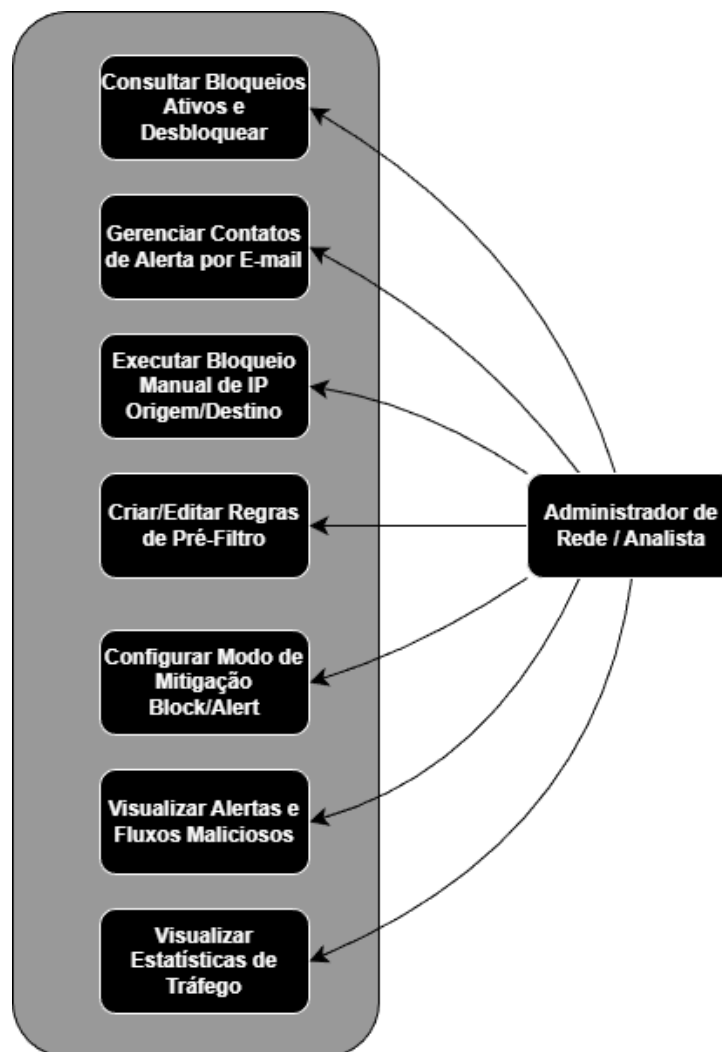 Consultar Bloqueios
Ativos e
Desbloquear
Gerenciar Contatos
de Alerta por E-mail
Executar Bloqueio
Manual de IP
Origem/Destino
Criar/Editar Regras
de Pré-Filtro
Administrador de
Rede / Analista
Configurar Modo de
Mitigação
Block/Alert
Visualizar Alertas e
Fluxos Maliciosos
Visualizar
Estatísticas de
Tráfego